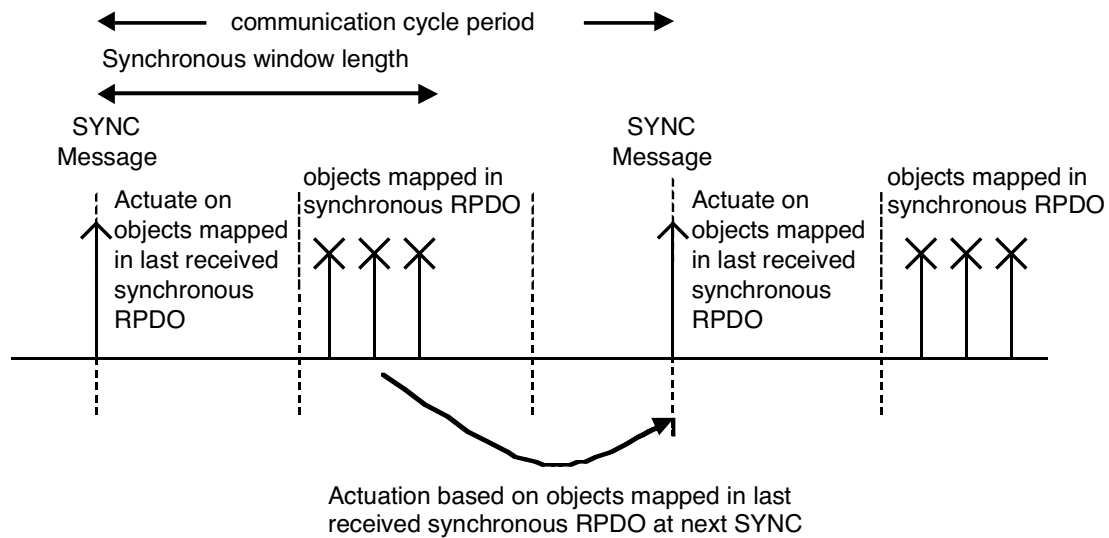 communication cycle period
Synchronous window length
SYNC
Message
SYNC
Message
Actuate on
objects mapped
in last received
synchronous
RPDO
objects mapped in
synchronous RPDO
Actuate on
objects mapped
in last received
synchronous
RPDO
objects mapped in
synchronous RPDO
Actuation based on objects mapped in last
received synchronous RPDO at next SYNC